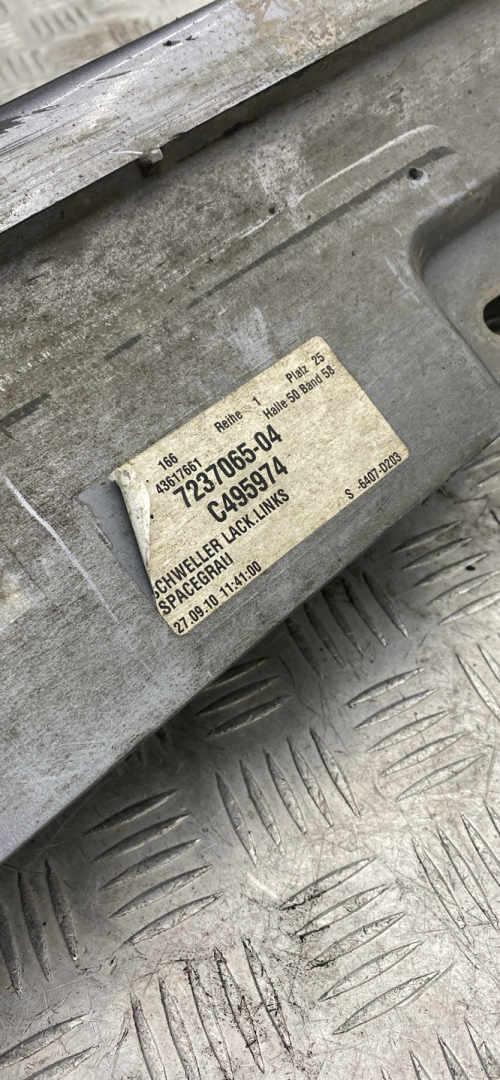 166 Reihe 1 Platz 25
43617661 Halle 50 Band 58
7237065-04
C495974
SCHWELLER LACK.LINKS
SPACEGRAU
27.09.10 11:41:00 S -6407-D203